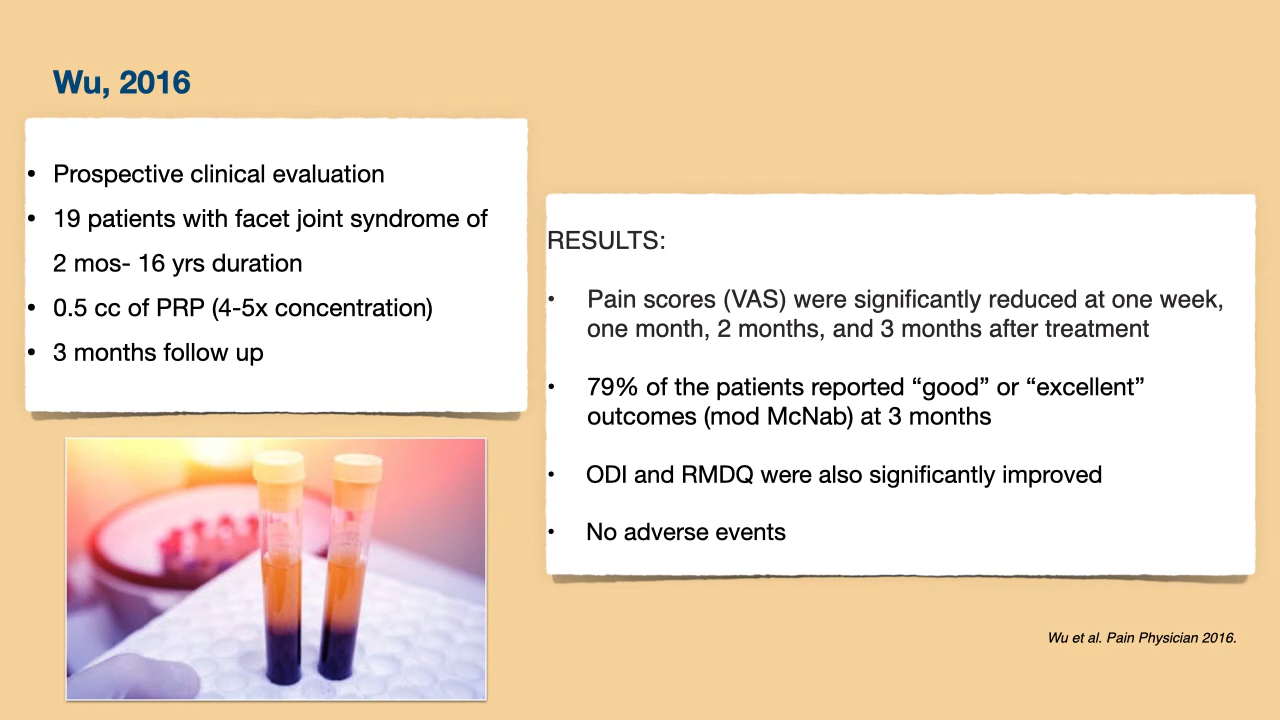 Wu, 2016
• Prospective clinical evaluation
• 19 patients with facet joint syndrome of
2 mos- 16 yrs duration
• 0.5 cc of PRP (4-5x concentration)
• 3 months follow up
RESULTS:
• Pain scores (VAS) were significantly reduced at one week,
one month, 2 months, and 3 months after treatment
• 79% of the patients reported “good” or “excellent”
outcomes (mod McNab) at 3 months
• ODI and RMDQ were also significantly improved
• No adverse events
Wu et al. Pain Physician 2016.